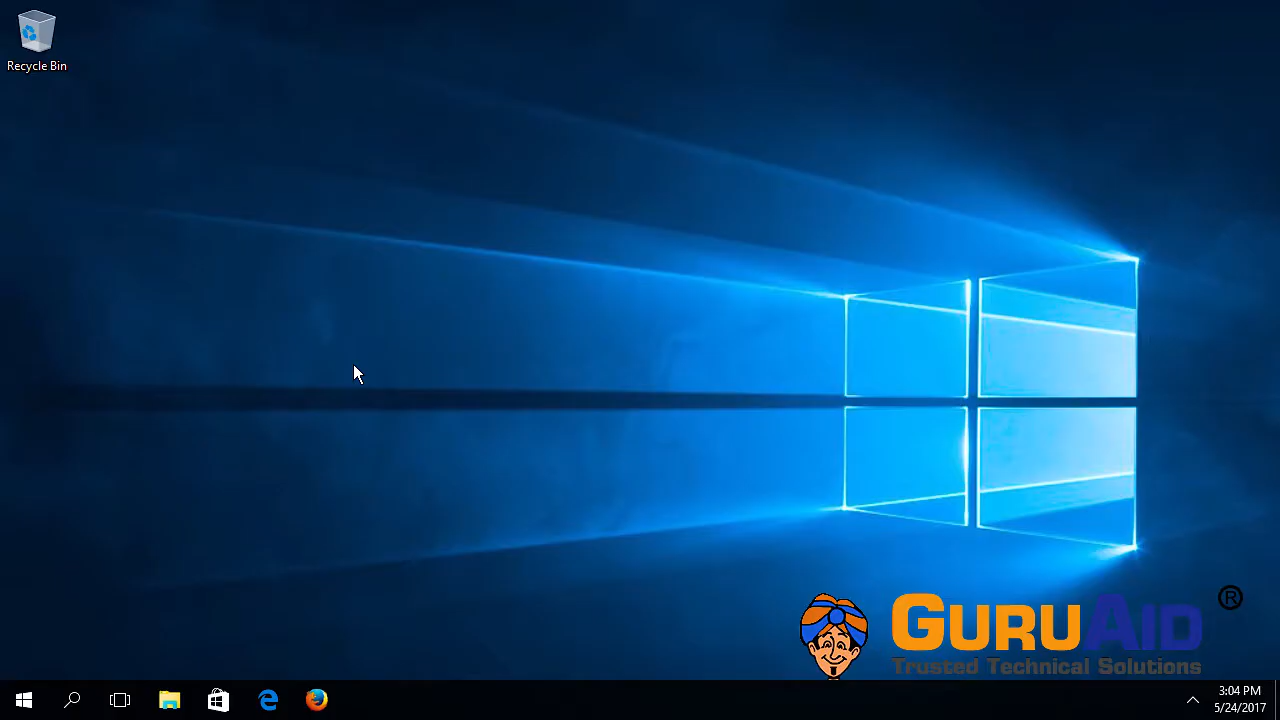 Recycle Bin
GURUAID ®
Trusted Technical Solutions
3:04 PM
5/24/2017